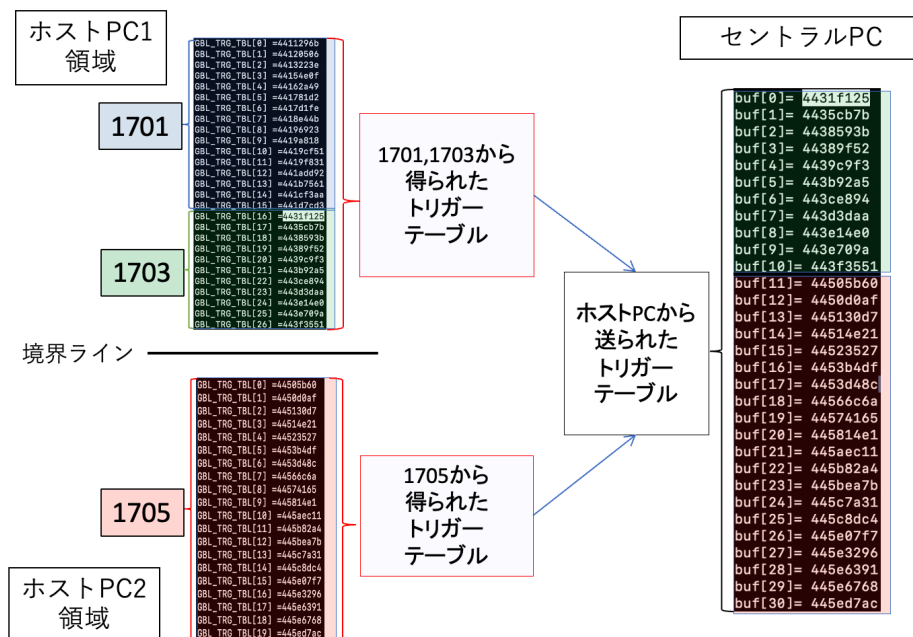 ホストPC1
領域
1701
1703
GBL_TRG_TBL[0] =4411296b
GBL_TRG_TBL[1] =44120506
GBL_TRG_TBL[2] =4413223e
GBL_TRG_TBL[3] =44154e0f
GBL_TRG_TBL[4] =44162a49
GBL_TRG_TBL[5] =441781d2
GBL_TRG_TBL[6] =4417d1fe
GBL_TRG_TBL[7] =4418e44b
GBL_TRG_TBL[8] =44196923
GBL_TRG_TBL[9] =4419a818
GBL_TRG_TBL[10] =4419cf51
GBL_TRG_TBL[11] =4419f831
GBL_TRG_TBL[12] =441add92
GBL_TRG_TBL[13] =441b7561
GBL_TRG_TBL[14] =441cf3aa
GBL_TRG_TBL[15] =441d7cd3
GBL_TRG_TBL[16] =4431f125
GBL_TRG_TBL[17] =4435cb7b
GBL_TRG_TBL[18] =4438593b
GBL_TRG_TBL[19] =44389f52
GBL_TRG_TBL[20] =4439c9f3
GBL_TRG_TBL[21] =443b92a5
GBL_TRG_TBL[22] =443ce894
GBL_TRG_TBL[23] =443d3daa
GBL_TRG_TBL[24] =443e14e0
GBL_TRG_TBL[25] =443e709a
GBL_TRG_TBL[26] =443f3551
1701,1703から
得られた
トリガー
テーブル
境界ライン
1705
ホストPC2
領域
GBL_TRG_TBL[0] =44505b60
GBL_TRG_TBL[1] =4450d0af
GBL_TRG_TBL[2] =445130d7
GBL_TRG_TBL[3] =44514e21
GBL_TRG_TBL[4] =44523527
GBL_TRG_TBL[5] =4453b4df
GBL_TRG_TBL[6] =4453d48c
GBL_TRG_TBL[7] =44566c6a
GBL_TRG_TBL[8] =44574165
GBL_TRG_TBL[9] =445814e1
GBL_TRG_TBL[10] =445aec11
GBL_TRG_TBL[11] =445b82a4
GBL_TRG_TBL[12] =445bea7b
GBL_TRG_TBL[13] =445c7a31
GBL_TRG_TBL[14] =445c8dc4
GBL_TRG_TBL[15] =445e07f7
GBL_TRG_TBL[16] =445e3296
GBL_TRG_TBL[17] =445e6391
GBL_TRG_TBL[18] =445e6768
GBL_TRG_TBL[19] =445ed7ac
1705から
得られた
トリガー
テーブル
ホストPCから
送られた
トリガー
テーブル
セントラルPC
buf[0]= 4431f125
buf[1]= 4435cb7b
buf[2]= 4438593b
buf[3]= 44389f52
buf[4]= 4439c9f3
buf[5]= 443b92a5
buf[6]= 443ce894
buf[7]= 443d3daa
buf[8]= 443e14e0
buf[9]= 443e709a
buf[10]= 443f3551
buf[11]= 44505b60
buf[12]= 4450d0af
buf[13]= 445130d7
buf[14]= 44514e21
buf[15]= 44523527
buf[16]= 4453b4df
buf[17]= 4453d48c
buf[18]= 44566c6a
buf[19]= 44574165
buf[20]= 445814e1
buf[21]= 445aec11
buf[22]= 445b82a4
buf[23]= 445bea7b
buf[24]= 445c7a31
buf[25]= 445c8dc4
buf[26]= 445e07f7
buf[27]= 445e3296
buf[28]= 445e6391
buf[29]= 445e6768
buf[30]= 445ed7ac